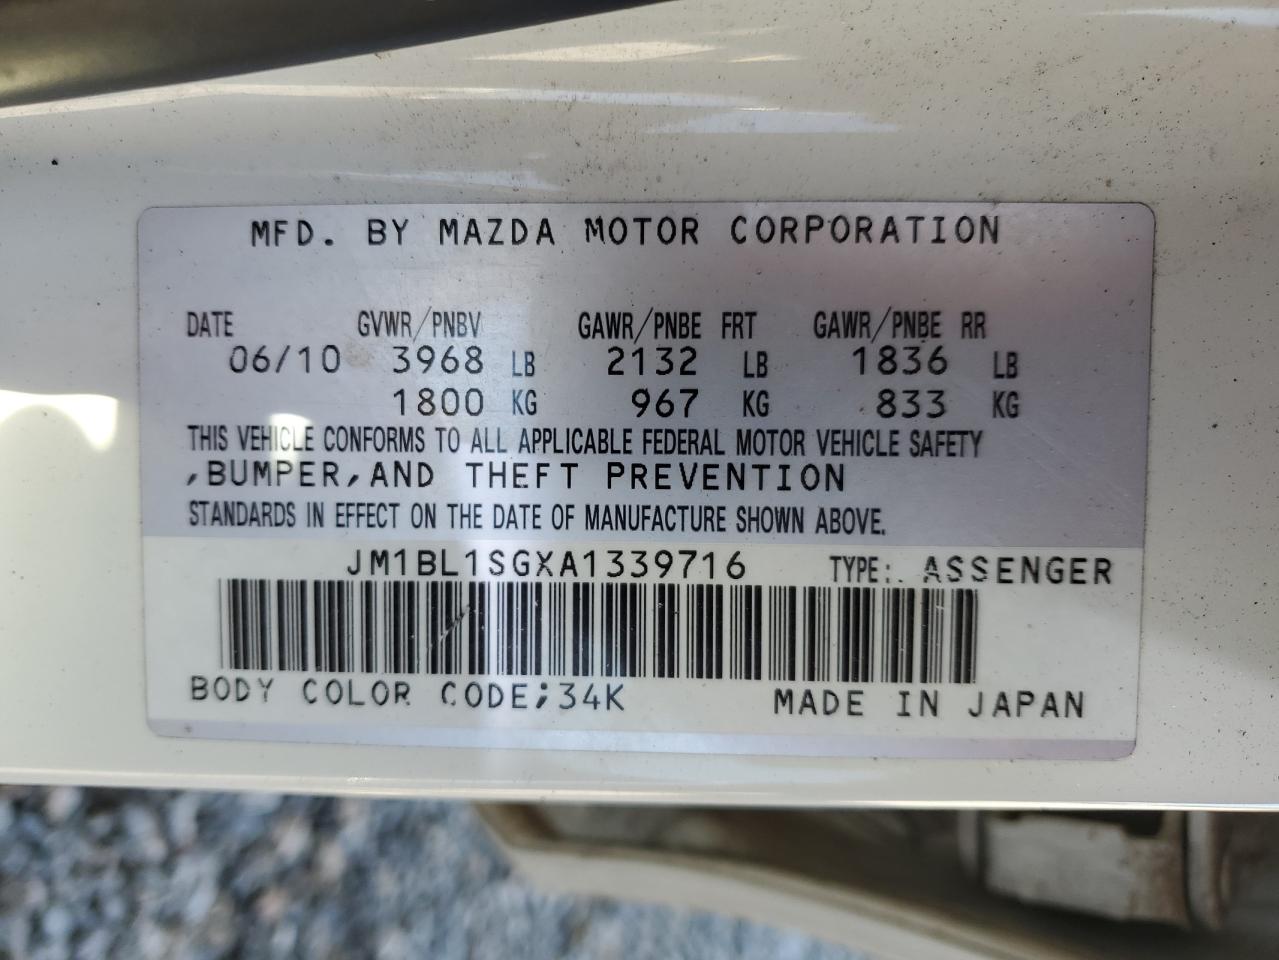 MFD. BY MAZDA MOTOR CORPORATION
DATE GVWR/PNBV GAWR/PNBE FRT GAWR/PNBE RR
06/10 3968 LB 2132 LB 1836 LB
1800 KG 967 KG 833 KG
THIS VEHICLE CONFORMS TO ALL APPLICABLE FEDERAL MOTOR VEHICLE SAFETY
,BUMPER,AND THEFT PREVENTION
STANDARDS IN EFFECT ON THE DATE OF MANUFACTURE SHOWN ABOVE.
JM1BL1SGXA1339716 TYPE: ASSENGER
BODY COLOR CODE;34K MADE IN JAPAN